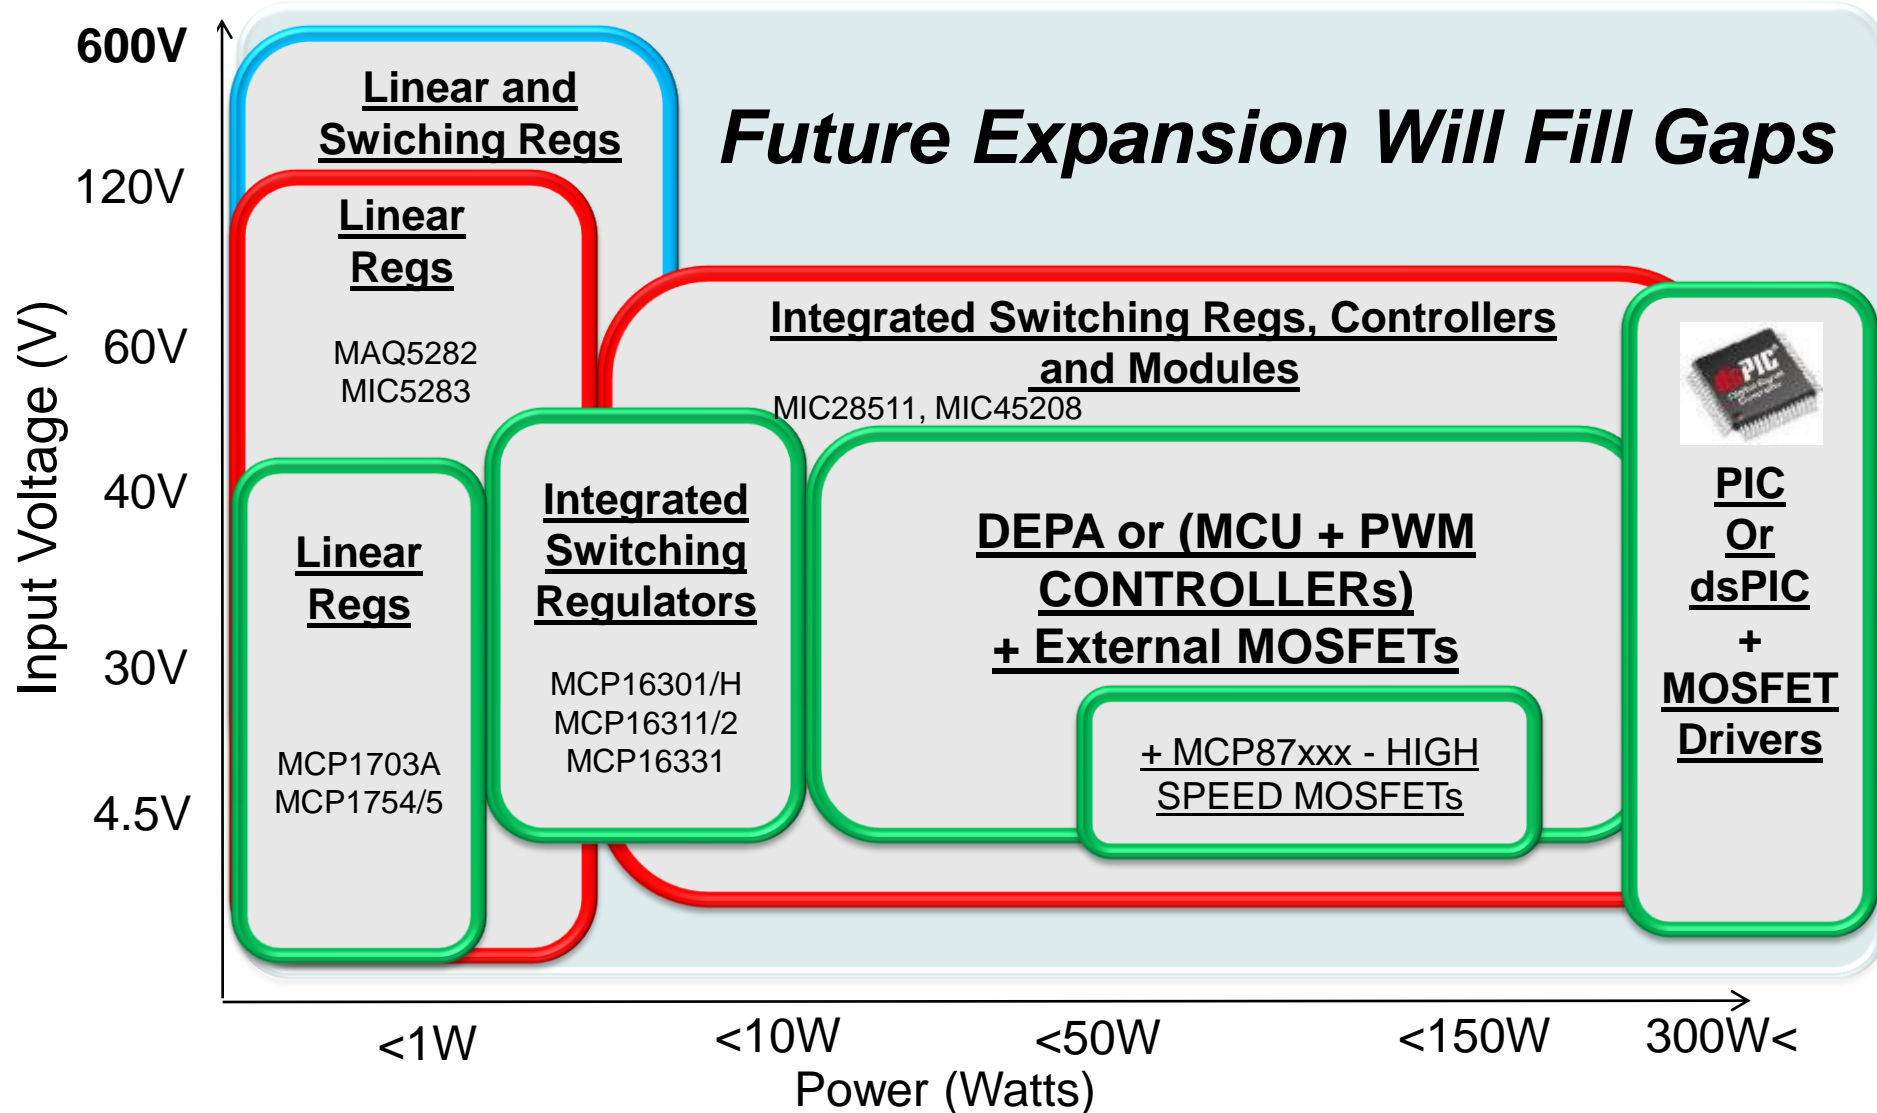 600V
120V
60V
40V
30V
4.5V
Input Voltage (V)
Linear and
Swiching Regs
Future Expansion Will Fill Gaps
Linear
Regs
MAQ5282
MIC5283
Integrated Switching Regs, Controllers
and Modules
MIC28511, MIC45208
Linear
Regs
MCP1703A
MCP1754/5
Integrated
Switching
Regulators
MCP16301/H
MCP16311/2
MCP16331
DEPA or (MCU + PWM
CONTROLLERs)
+ External MOSFETs
+ MCP87xxx - HIGH
SPEED MOSFETs
dsPIC
PIC
Or
dsPIC
+
MOSFET
Drivers
<1W
<10W
<50W
<150W
300W<
Power (Watts)